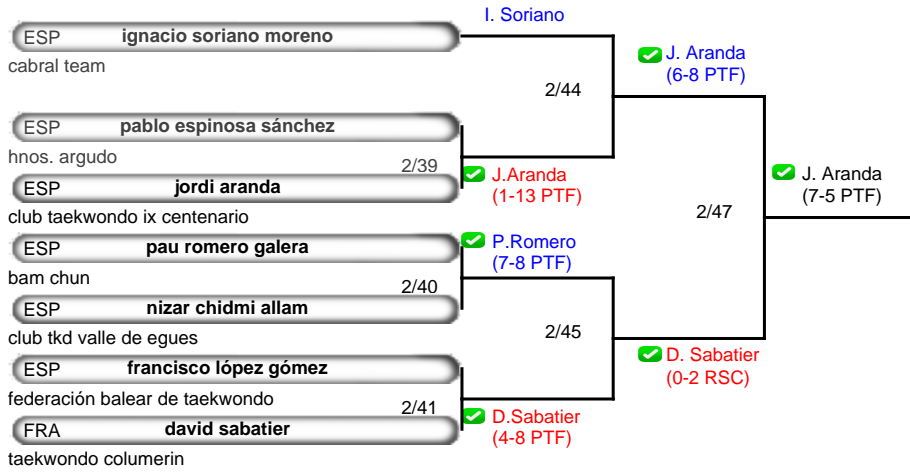 I. Soriano
ESP ignacio soriano moreno
cabral team
J. Aranda
(6-8 PTF)
2/44
ESP pablo espinosa sánchez
hnos. argudo
2/39
J.Aranda
(1-13 PTF)
ESP jordi aranda
club taekwondo ix centenario
J. Aranda
(7-5 PTF)
2/47
ESP pau romero galera
bam chun
P.Romero
(7-8 PTF)
2/40
ESP nizar chidmi allam
club tkd valle de egues
2/45
D. Sabatier
(0-2 RSC)
ESP francisco lópez gómez
federación balear de taekwondo
2/41
D.Sabatier
(4-8 PTF)
FRA david sabatier
taekwondo columerin